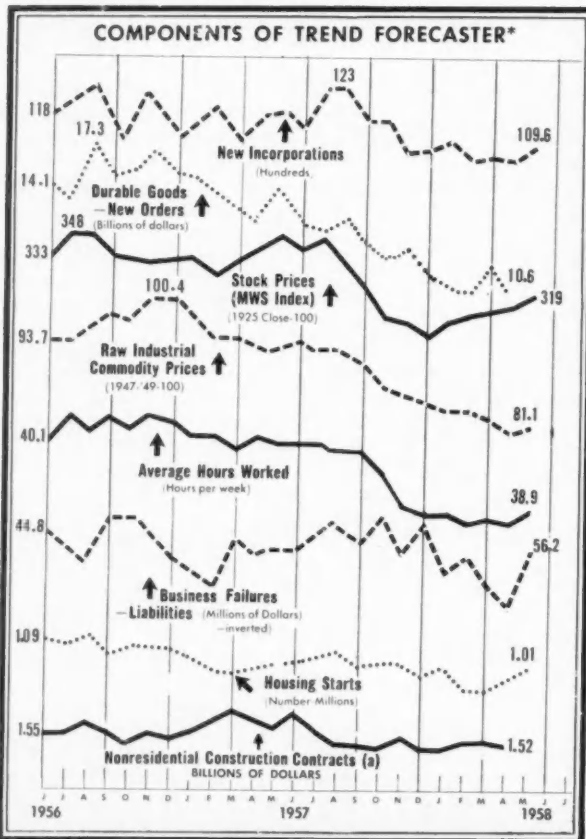 COMPONENTS OF TREND FORECASTER*
123
118
109.6
New Incorporations
(Hundreds)
17.3
14.1
Durable Goods
—New Orders
(Billions of dollars)
10.6
348
333
Stock Prices
(MWS Index)
(1925 Close-100)
319
100.4
93.7
Raw Industrial
Commodity Prices
(1947-'49-100)
81.1
40.1
Average Hours Worked
(Hours per week)
38.9
44.8
56.2
Business Failures
—Liabilities (Millions of Dollars)
—inverted)
1.09
1.01
Housing Starts
(Number Millions)
1.55
1.52
Nonresidential Construction Contracts (a)
BILLIONS OF DOLLARS
J J A S O N D J F M A M J J A S O N D J F M A M J J
1956 1957 1958